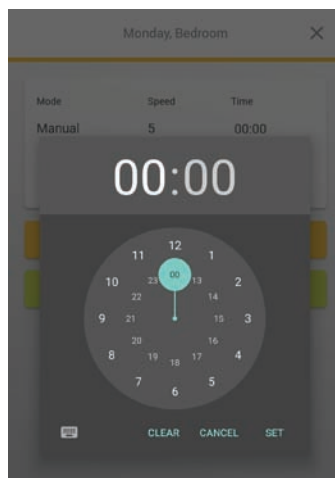 Monday, Bedroom
Mode Speed Time
Manual 5 00:00
00:00
12
11 1
00
23 13
10 2
22 14
9 21 15 3
20 16
8 19 17 4
18
7 5
6
CLEAR CANCEL SET